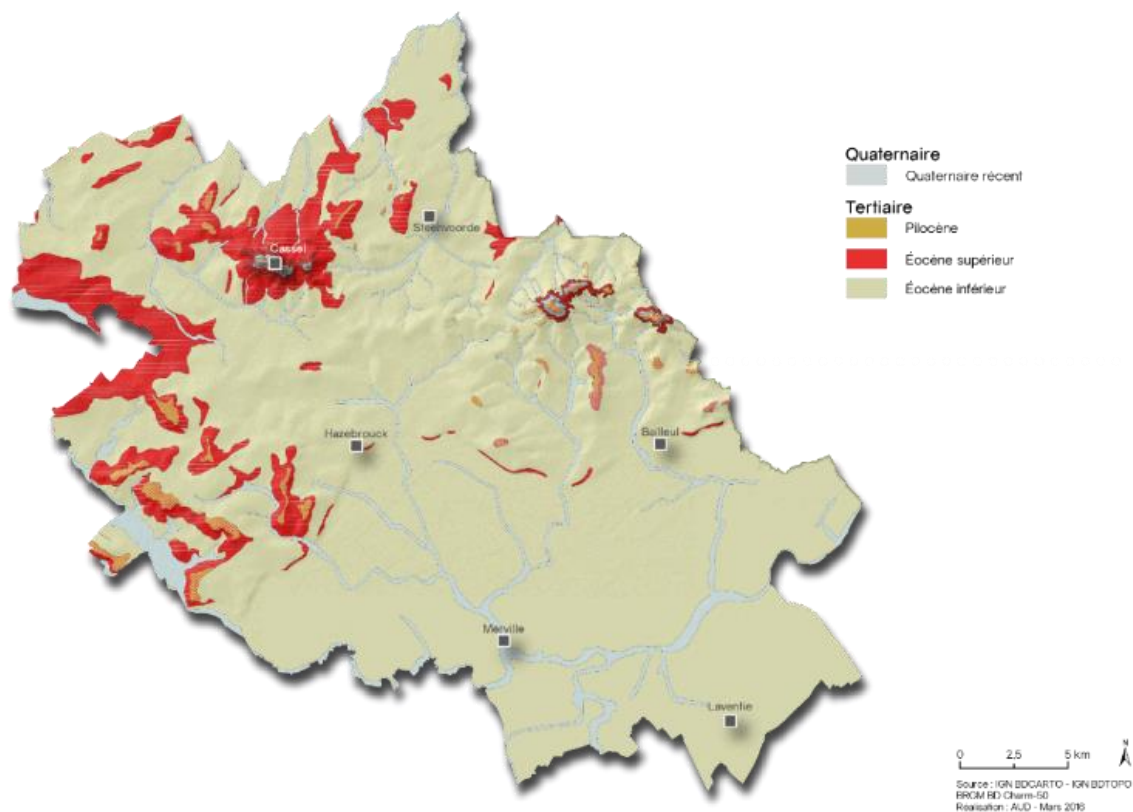 Quaternaire
Quaternaire récent
Tertiaire
Pilocène
Éocène supérieur
Éocène inférieur
Steenvoorde
Cassel
Hazebrouck
Bailleul
Merville
Laventie
N
0 2,5 5 km
Source : IGN BDCARTO - IGN BDTOPO
BRGM BD Charm-50
Réalisation : AUD - Mars 2016